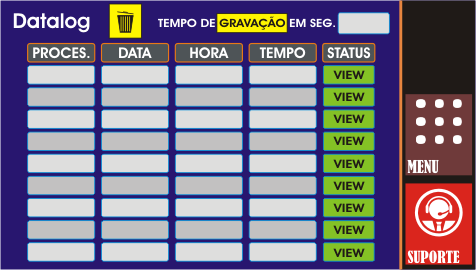 Datalog
TEMPO DE GRAVAÇÃO EM SEG.
PROCES. DATA HORA TEMPO STATUS
VIEW
VIEW
VIEW
VIEW
VIEW
VIEW
VIEW
VIEW
VIEW
MENU
SUPORTE